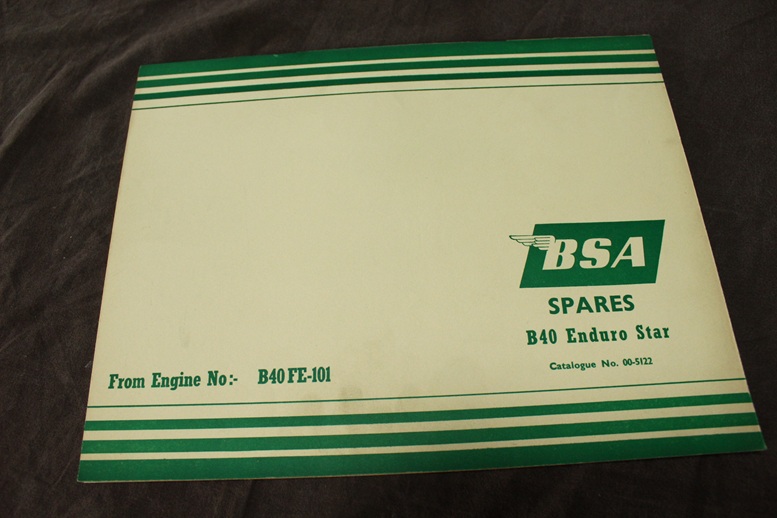 BSA
SPARES
B40 Enduro Star
Catalogue No. 00-5122
From Engine No:- B40 FE-101